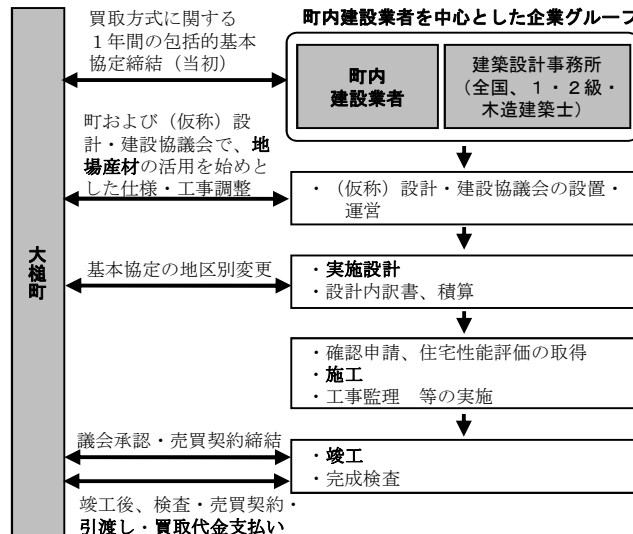 買取方式に関する
１年間の包括的基本
協定締結（当初）
町内建設業者を中心とした企業グループ
町内
建設業者
建築設計事務所
（全国、１・２級・
木造建築士）
町および（仮称）設
計・建設協議会で、地
場産材の活用を始めと
した仕様・工事調整
・（仮称）設計・建設協議会の設置・
運営
大槌町
基本協定の地区別変更
・実施設計
・設計内訳書、積算
・確認申請、住宅性能評価の取得
・施工
・工事監理　等の実施
議会承認・売買契約締結
・竣工
・完成検査
竣工後、検査・売買契約・
引渡し・買取代金支払い